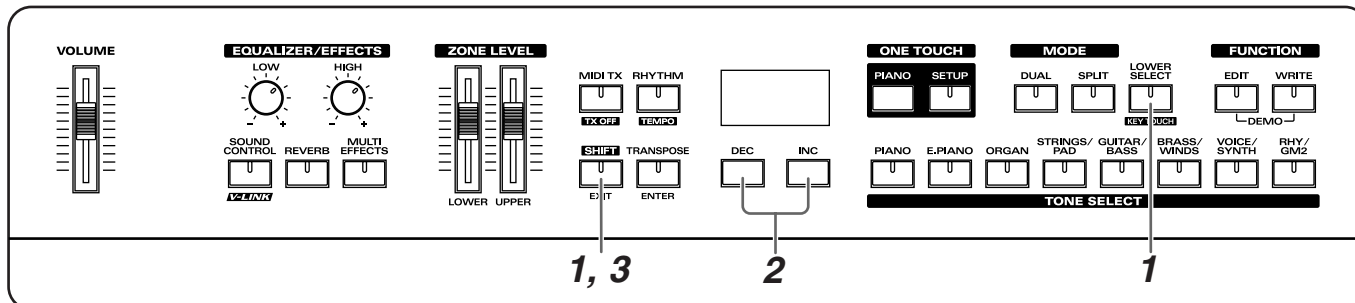 VOLUME
EQUALIZER/EFFECTS
LOW
HIGH
- +
- +
SOUND CONTROL
V-LINK
REVERB
MULTI EFFECTS
ZONE LEVEL
LOWER UPPER
MIDI TX
TX OFF
RHYTHM
TEMPO
SHIFT
EXIT
TRANSPOSE
ENTER
DEC
INC
ONE TOUCH
PIANO
SETUP
MODE
DUAL
SPLIT
LOWER SELECT
KEY TOUCH
FUNCTION
EDIT
WRITE
DEMO
PIANO
E.PIANO
ORGAN
STRINGS/ PAD
GUITAR/ BASS
BRASS/ WINDS
VOICE/ SYNTH
RHY/ GM2
TONE SELECT
1, 3
2
1